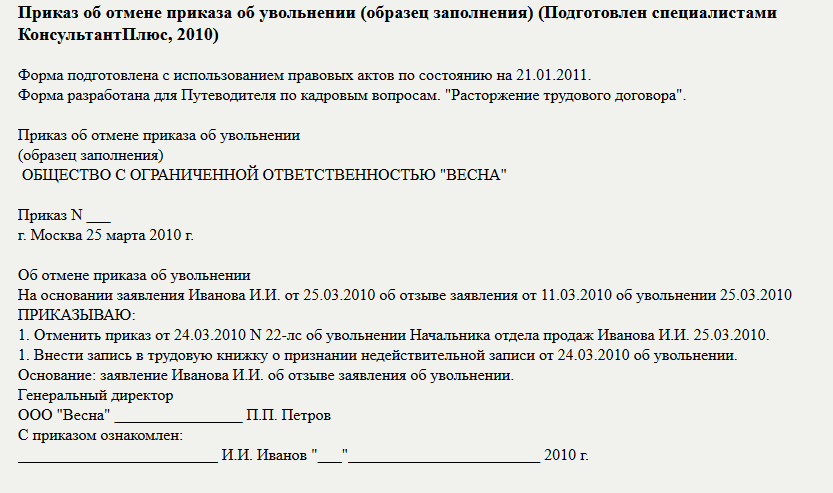 Приказ об отмене приказа об увольнении (образец заполнения) (Подготовлен специалистами
КонсультантПлюс, 2010)
Форма подготовлена с использованием правовых актов по состоянию на 21.01.2011.
Форма разработана для Путеводителя по кадровым вопросам. "Расторжение трудового договора".
Приказ об отмене приказа об увольнении
(образец заполнения)
ОБЩЕСТВО С ОГРАНИЧЕННОЙ ОТВЕТСТВЕННОСТЬЮ "ВЕСНА"
Приказ N ___
г. Москва 25 марта 2010 г.
Об отмене приказа об увольнении
На основании заявления Иванова И.И. от 25.03.2010 об отзыве заявления от 11.03.2010 об увольнении 25.03.2010
ПРИКАЗЫВАЮ:
1. Отменить приказ от 24.03.2010 N 22-лс об увольнении Начальника отдела продаж Иванова И.И. 25.03.2010.
1. Внести запись в трудовую книжку о признании недействительной записи от 24.03.2010 об увольнении.
Основание: заявление Иванова И.И. об отзыве заявления об увольнении.
Генеральный директор
ООО "Весна" ________________ П.П. Петров
С приказом ознакомлен:
_________________________ И.И. Иванов "___"________________________ 2010 г.